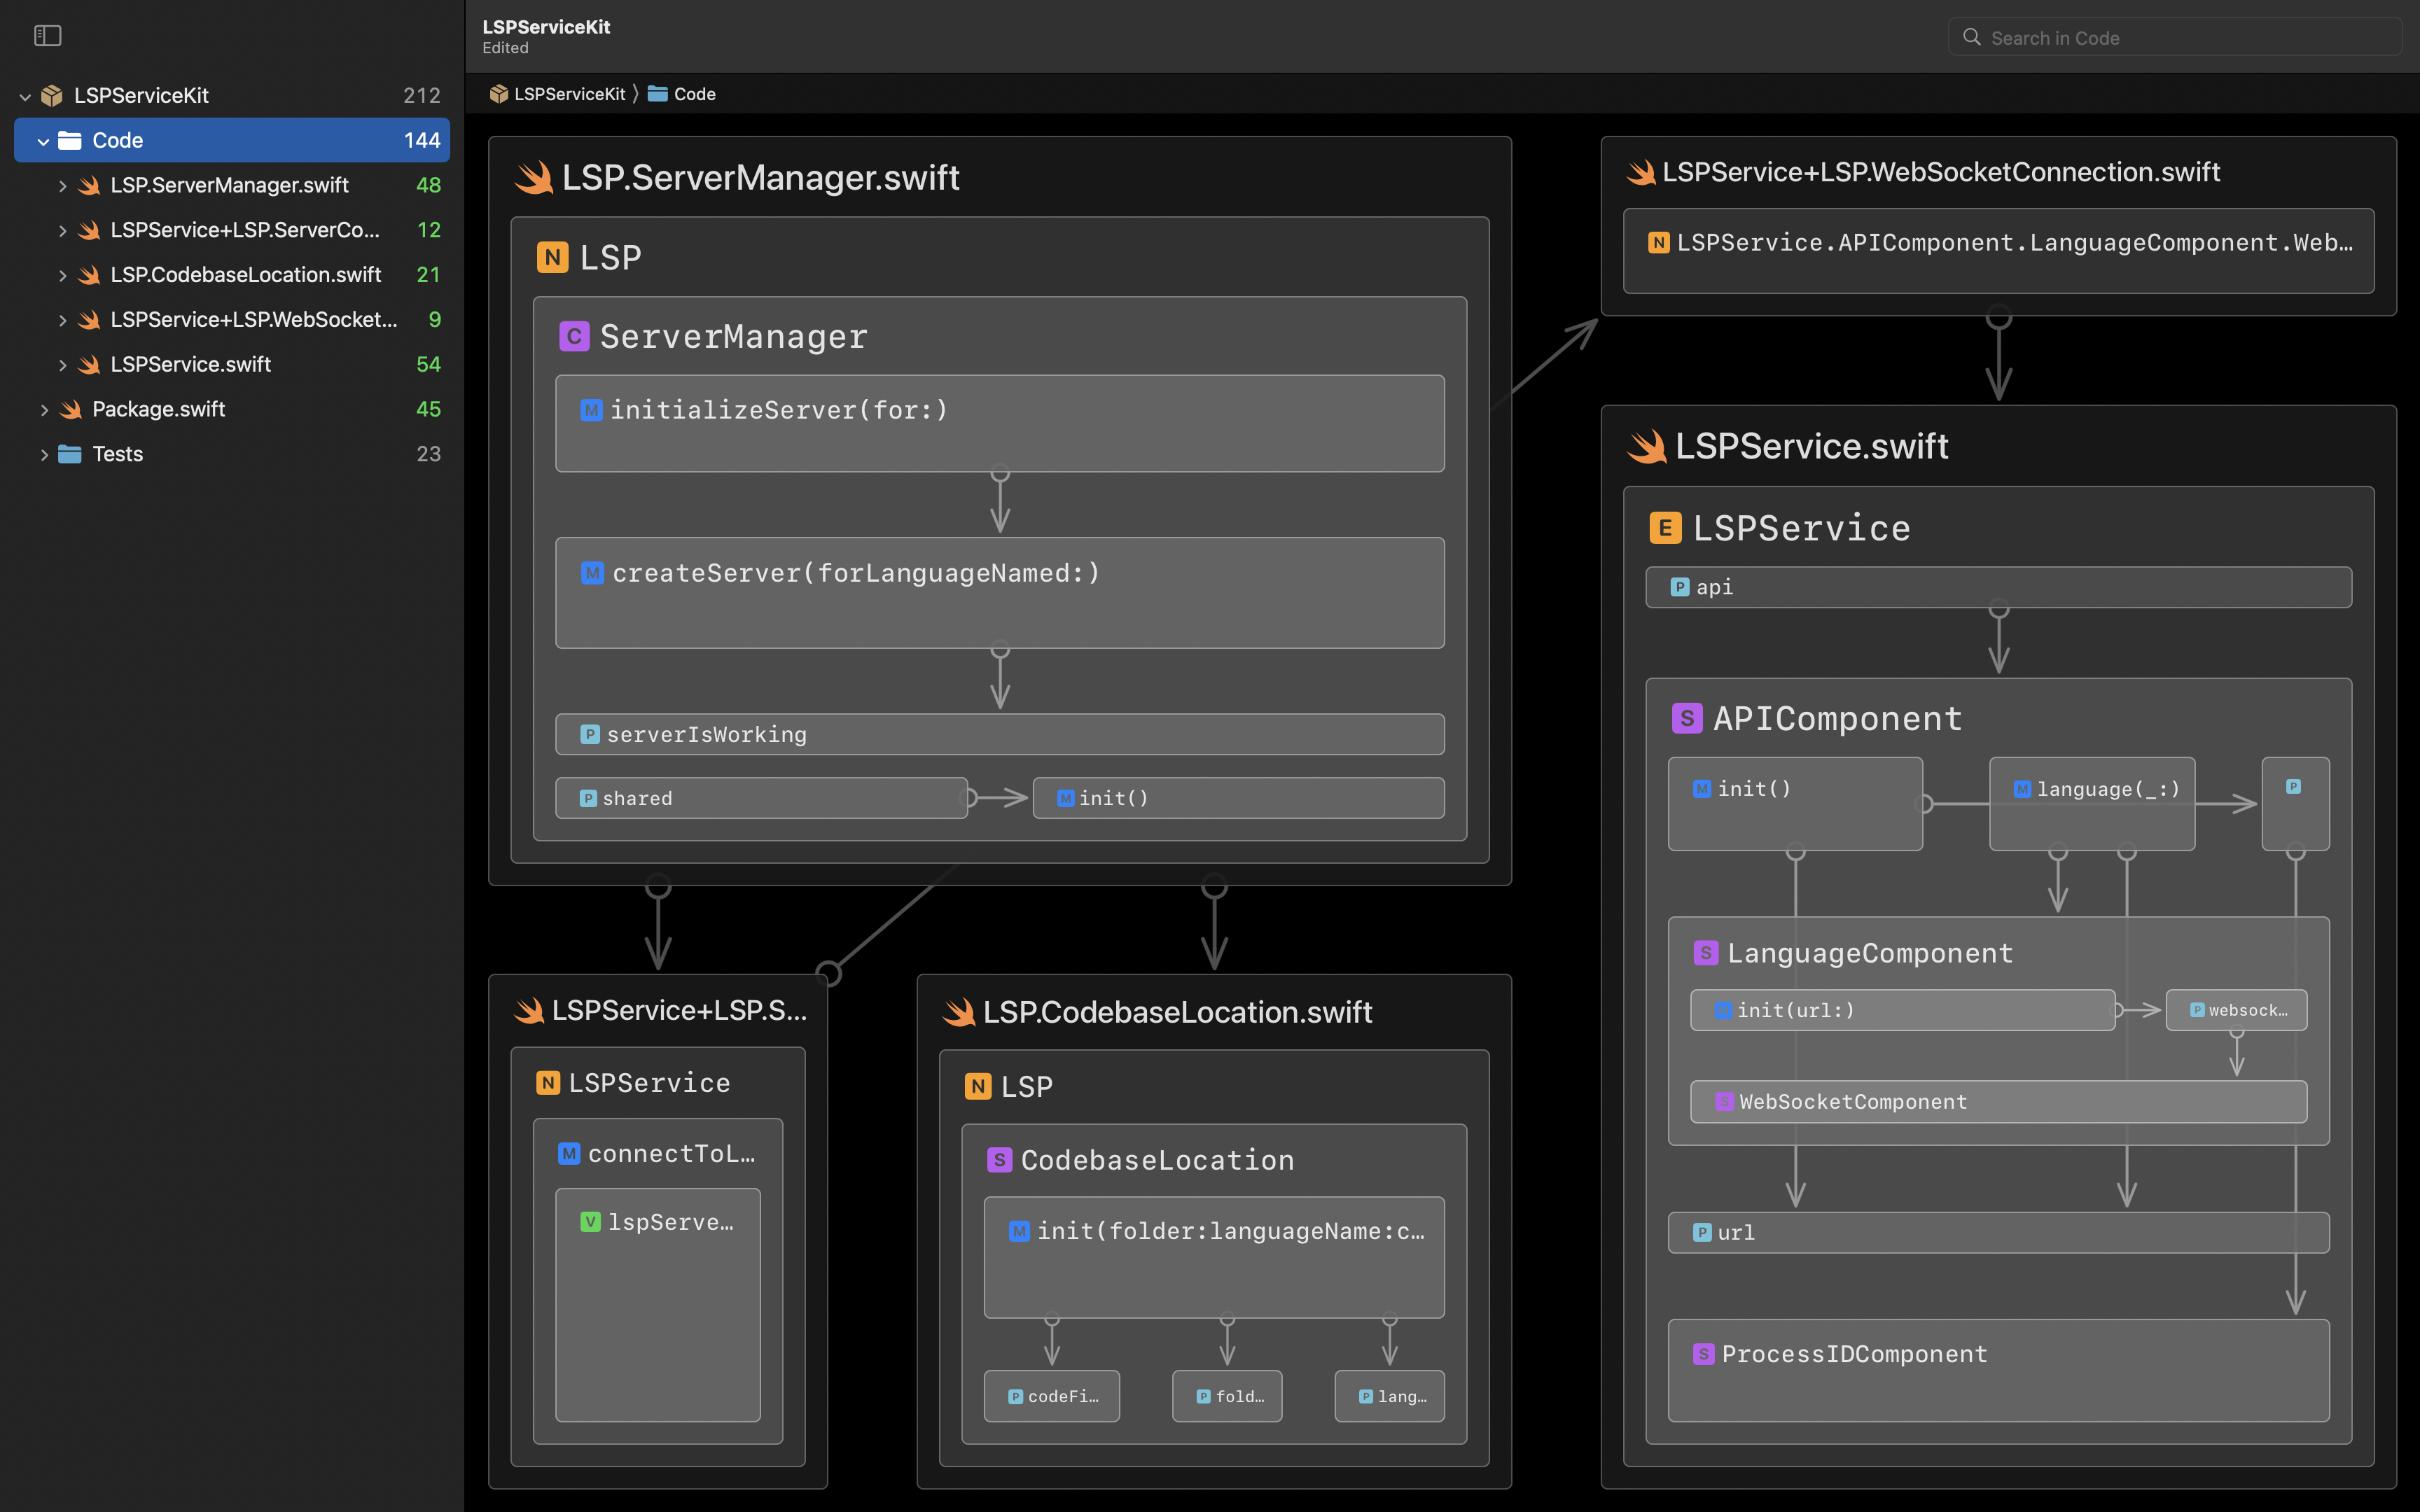 LSPServiceKit 212
Code 144
LSP.ServerManager.swift 48
LSPService+LSP.ServerCo... 12
LSP.CodebaseLocation.swift 21
LSPService+LSP.WebSocket... 9
LSPService.swift 54
Package.swift 45
Tests 23
LSPServiceKit
Edited
Search in Code
LSPServiceKit 〉 Code
LSP.ServerManager.swift
N LSP
C ServerManager
M initializeServer(for:)
M createServer(forLanguageNamed:)
P serverIsWorking
P shared
M init()
LSPService+LSP.S...
N LSPService
M connectToL...
V lspServe...
LSP.CodebaseLocation.swift
N LSP
S CodebaseLocation
M init(folder:languageName:c...
P codeFi...
P fold...
P lang...
LSPService+LSP.WebSocketConnection.swift
N LSPService.APIComponent.LanguageComponent.Web...
LSPService.swift
E LSPService
P api
S APIComponent
M init()
M language(_:)
P
S LanguageComponent
M init(url:)
P websock...
S WebSocketComponent
P url
S ProcessIDComponent